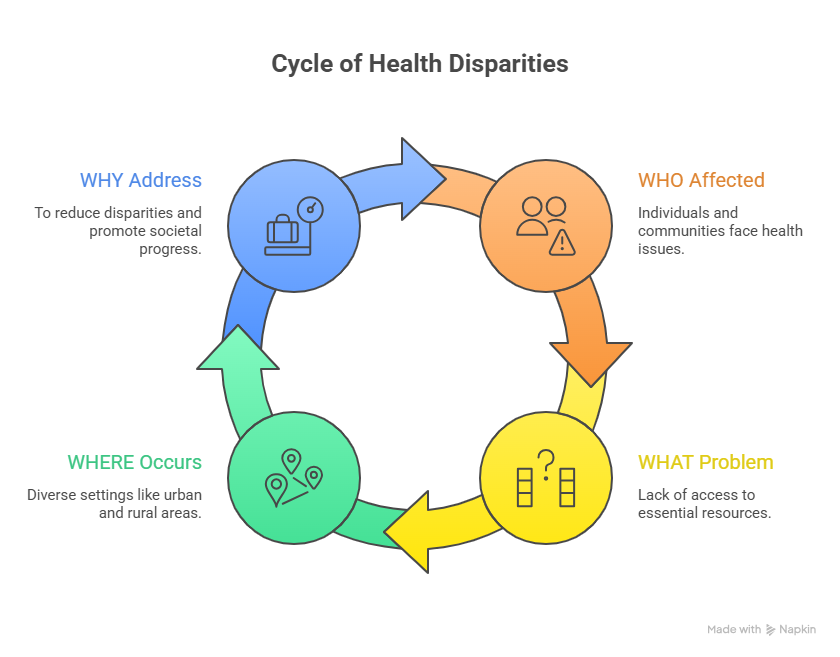 Cycle of Health Disparities
WHY Address
To reduce disparities and
promote societal
progress.
WHO Affected
Individuals and
communities face health
issues.
WHERE Occurs
Diverse settings like urban
and rural areas.
WHAT Problem
Lack of access to
essential resources.
Made with Napkin